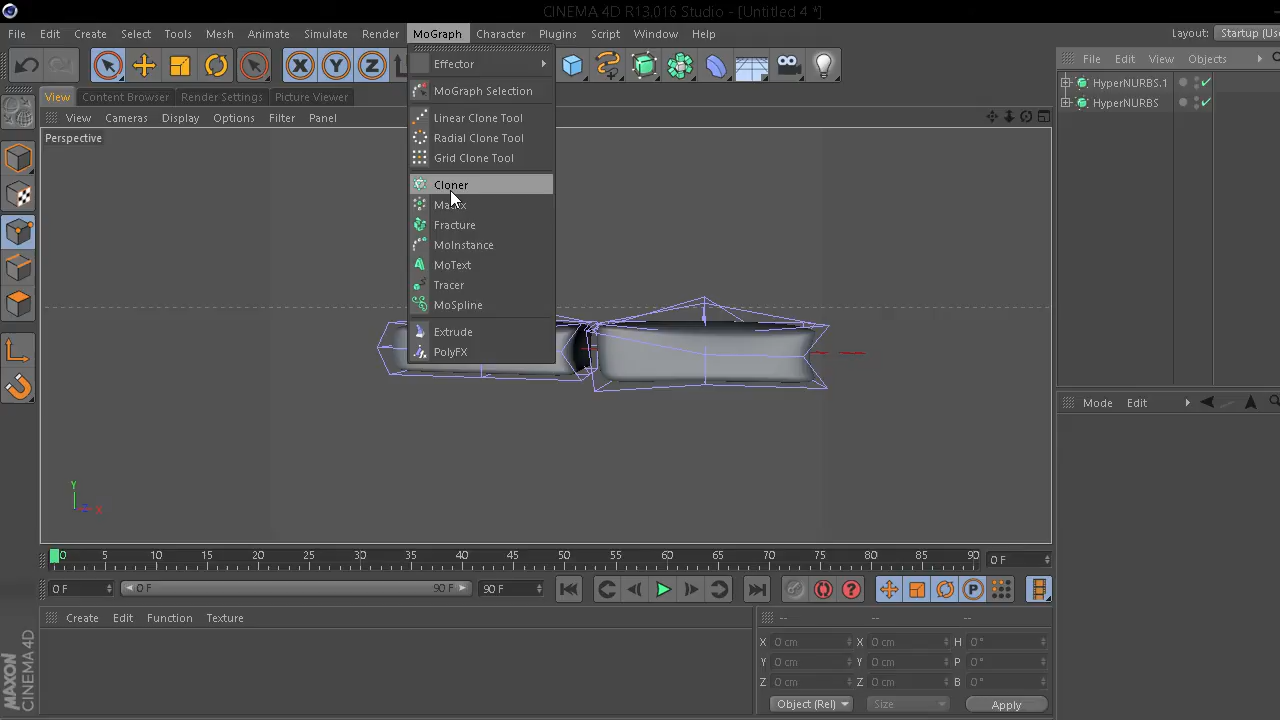 CINEMA 4D R13.016 Studio - [Untitled 4 *]
File Edit Create Select Tools Mesh Animate Simulate Render MoGraph Character Plugins Script Window Help
Layout: Startup (Use
View Content Browser Render Settings Picture Viewer
View Cameras Display Options Filter Panel
Perspective
Effector
MoGraph Selection
Linear Clone Tool
Radial Clone Tool
Grid Clone Tool
Cloner
Matrix
Fracture
MoInstance
MoText
Tracer
MoSpline
Extrude
PolyFX
File Edit View Objects
HyperNURBS.1
HyperNURBS
Mode Edit
X Y Z
Y
Z X
0 5 10 15 20 25 30 35 40 45 50 55 60 65 70 75 80 85 90 0 F
0 F 0 F 90 F 90 F
P
Create Edit Function Texture
-- -- --
X 0 cm X 0 cm H 0°
Y 0 cm Y 0 cm P 0°
Z 0 cm Z 0 cm B 0°
Object (Rel) Size Apply
MAXON
CINEMA 4D